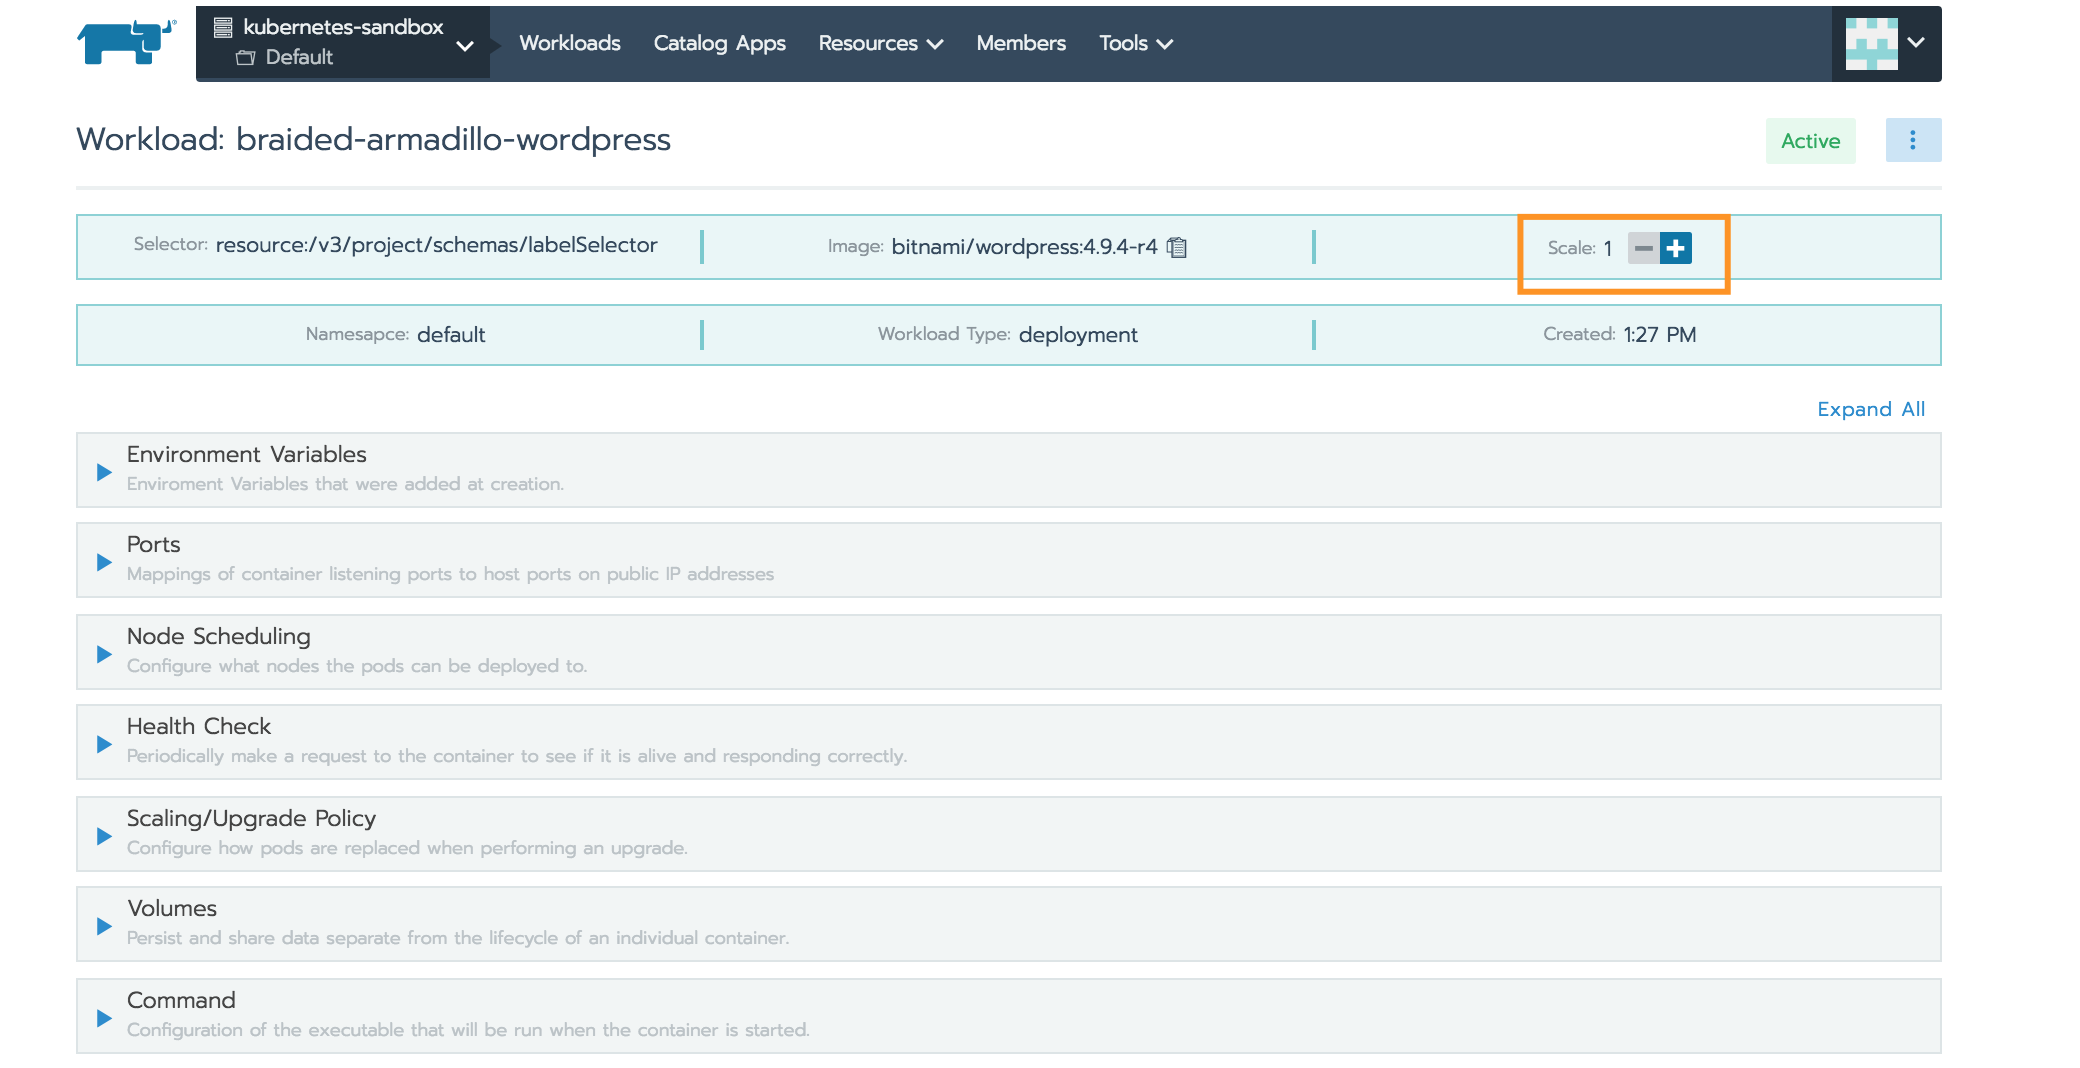 kubernetes-sandbox
Default
Workloads Catalog Apps Resources Members Tools
Workload: braided-armadillo-wordpress
Active
Selector: resource:/v3/project/schemas/labelSelector Image: bitnami/wordpress:4.9.4-r4 Scale: 1
Namesapce: default Workload Type: deployment Created: 1:27 PM
Expand All
Environment Variables
Enviroment Variables that were added at creation.
Ports
Mappings of container listening ports to host ports on public IP addresses
Node Scheduling
Configure what nodes the pods can be deployed to.
Health Check
Periodically make a request to the container to see if it is alive and responding correctly.
Scaling/Upgrade Policy
Configure how pods are replaced when performing an upgrade.
Volumes
Persist and share data separate from the lifecycle of an individual container.
Command
Configuration of the executable that will be run when the container is started.